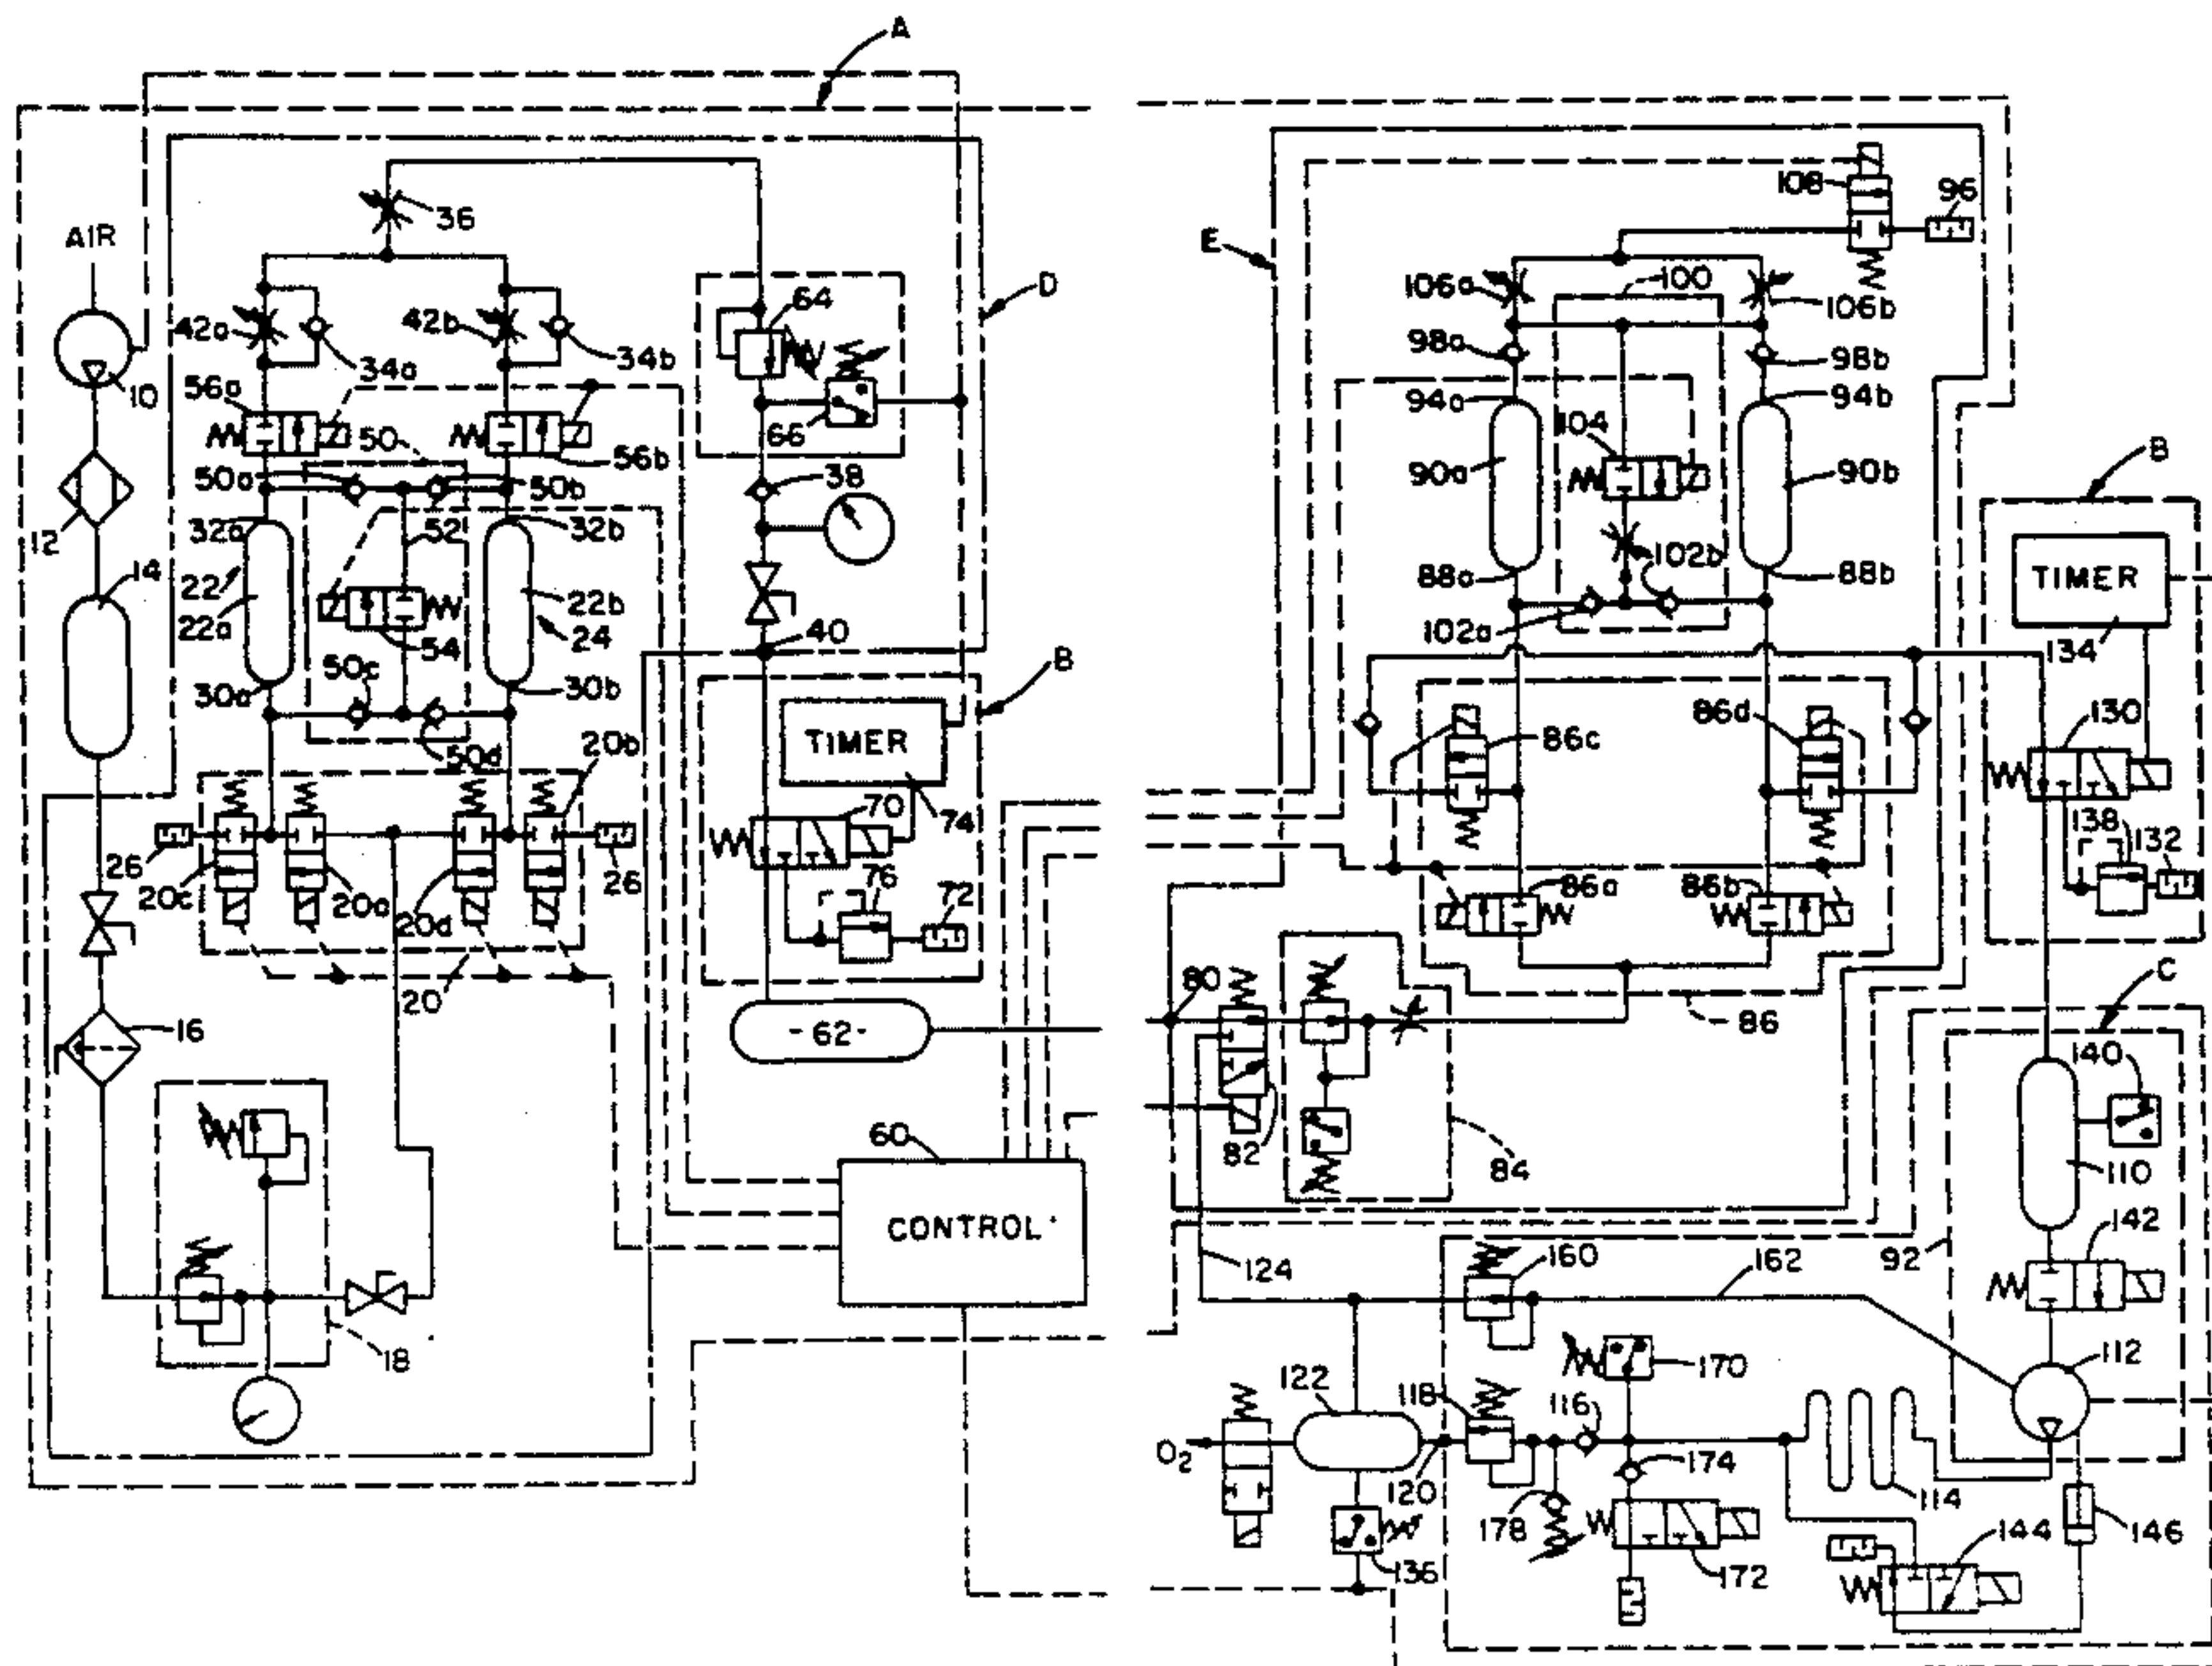 A
AIR
36
42a
42b
34a
34b
10
56a
50
56b
50a
50b
12
32a
52
32b
14
22
22a
22b
24
54
30a
50c
30b
50d
20b
26
20c
20a
20d
26
20
16
18
D
64
66
38
40
B
TIMER
74
70
76
72
-62-
60
CONTROL
E
108
96
106a
100
106b
98a
98b
94a
94b
104
90a
90b
102b
88a
88b
102a
B
TIMER
134
86c
86d
130
138
132
86a
86b
80
86
C
82
84
140
110
142
92
124
160
162
112
170
122
118
116
O2
174
120
114
178
172
136
144
146